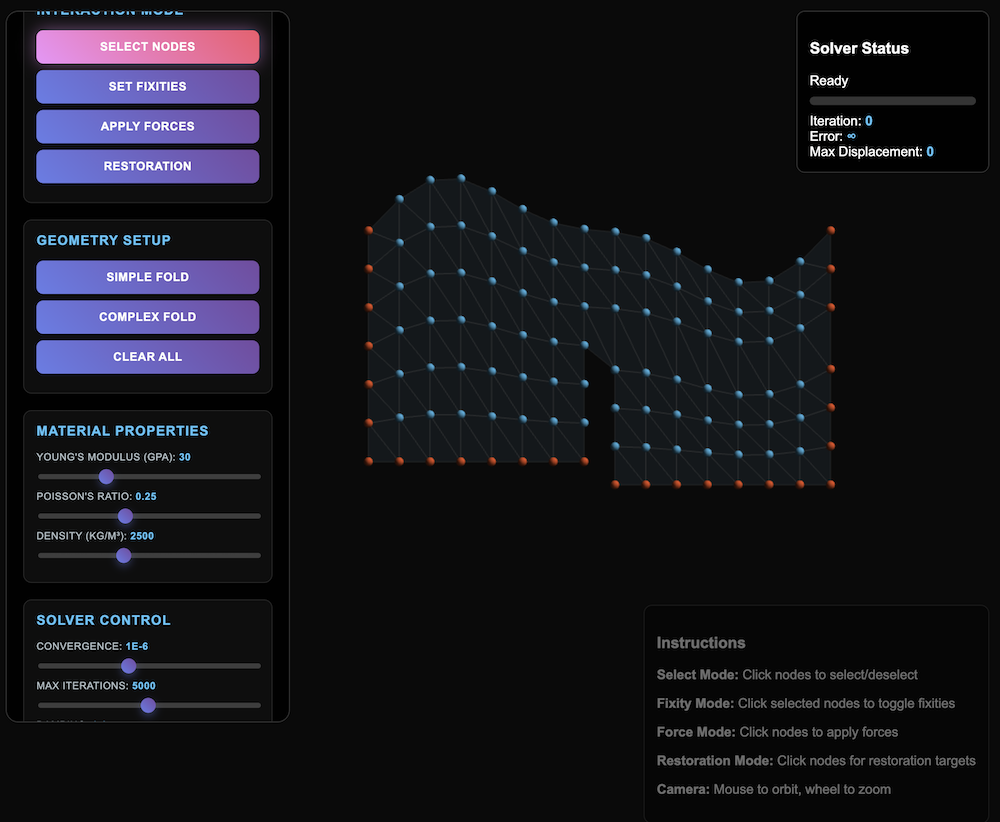 INTERACTION MODE
SELECT NODES
SET FIXITIES
APPLY FORCES
RESTORATION
GEOMETRY SETUP
SIMPLE FOLD
COMPLEX FOLD
CLEAR ALL
MATERIAL PROPERTIES
YOUNG'S MODULUS (GPA): 30
POISSON'S RATIO: 0.25
DENSITY (KG/M³): 2500
SOLVER CONTROL
CONVERGENCE: 1E-6
MAX ITERATIONS: 5000
Solver Status
Ready
Iteration: 0
Error: ∞
Max Displacement: 0
Instructions
Select Mode: Click nodes to select/deselect
Fixity Mode: Click selected nodes to toggle fixities
Force Mode: Click nodes to apply forces
Restoration Mode: Click nodes for restoration targets
Camera: Mouse to orbit, wheel to zoom